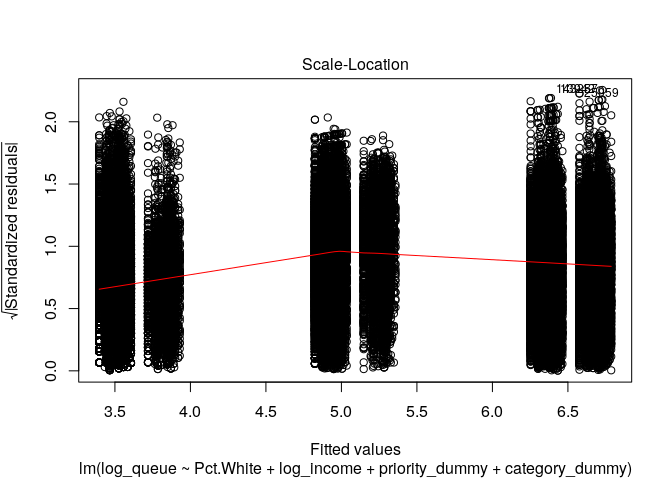 Scale-Location
√|Standardized residuals|
2.0
1.5
1.0
0.5
0.0
3.5 4.0 4.5 5.0 5.5 6.0 6.5
Fitted values
lm(log_queue ~ Pct.White + log_income + priority_dummy + category_dummy)